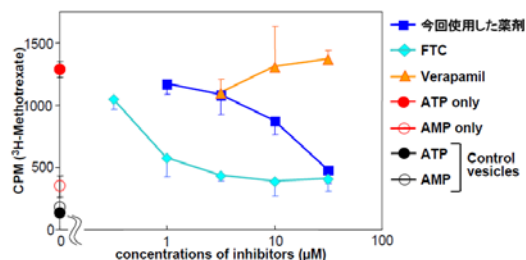 1500
1000
500
0
CPM (³H-Methotrexate)
0
1
10
100
concentrations of inhibitors (μM)
今回使用した薬剤
FTC
Verapamil
ATP only
AMP only
ATP
AMP
Control
vesicles